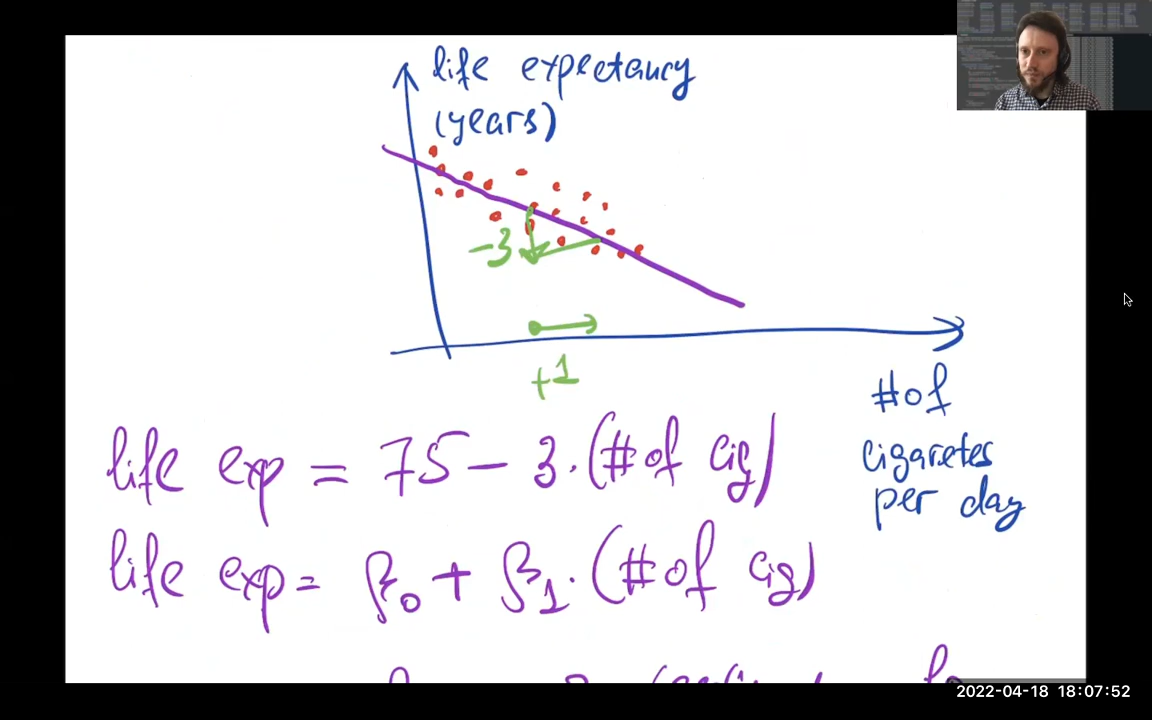 life expectancy
(years)
-3
+1
# of
cigaretes
per day
life exp = 75 - 3 · (# of cig)
life exp = β0 + β1 · (# of cig)
2022-04-18 18:07:52